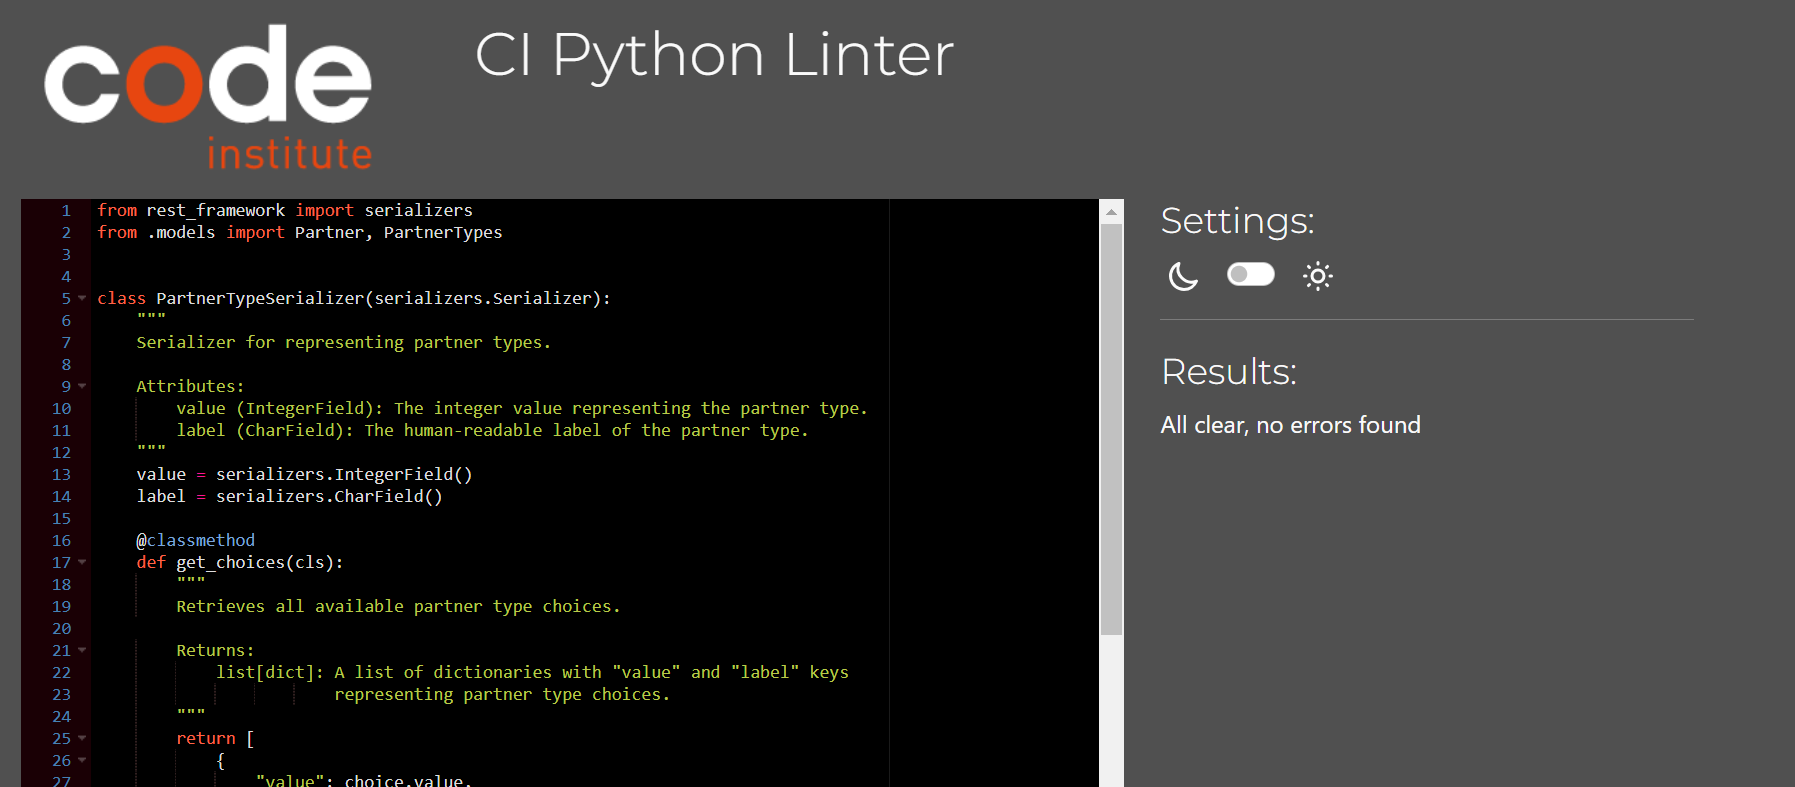 code
institute
CI Python Linter
1 from rest_framework import serializers
2 from .models import Partner, PartnerTypes
3
4
5 class PartnerTypeSerializer(serializers.Serializer):
6 """
7 Serializer for representing partner types.
8
9 Attributes:
10 value (IntegerField): The integer value representing the partner type.
11 label (CharField): The human-readable label of the partner type.
12 """
13 value = serializers.IntegerField()
14 label = serializers.CharField()
15
16 @classmethod
17 def get_choices(cls):
18 """
19 Retrieves all available partner type choices.
20
21 Returns:
22 list[dict]: A list of dictionaries with "value" and "label" keys
23 representing partner type choices.
24 """
25 return [
26 {
27 "value": choice.value,
Settings:
Results:
All clear, no errors found